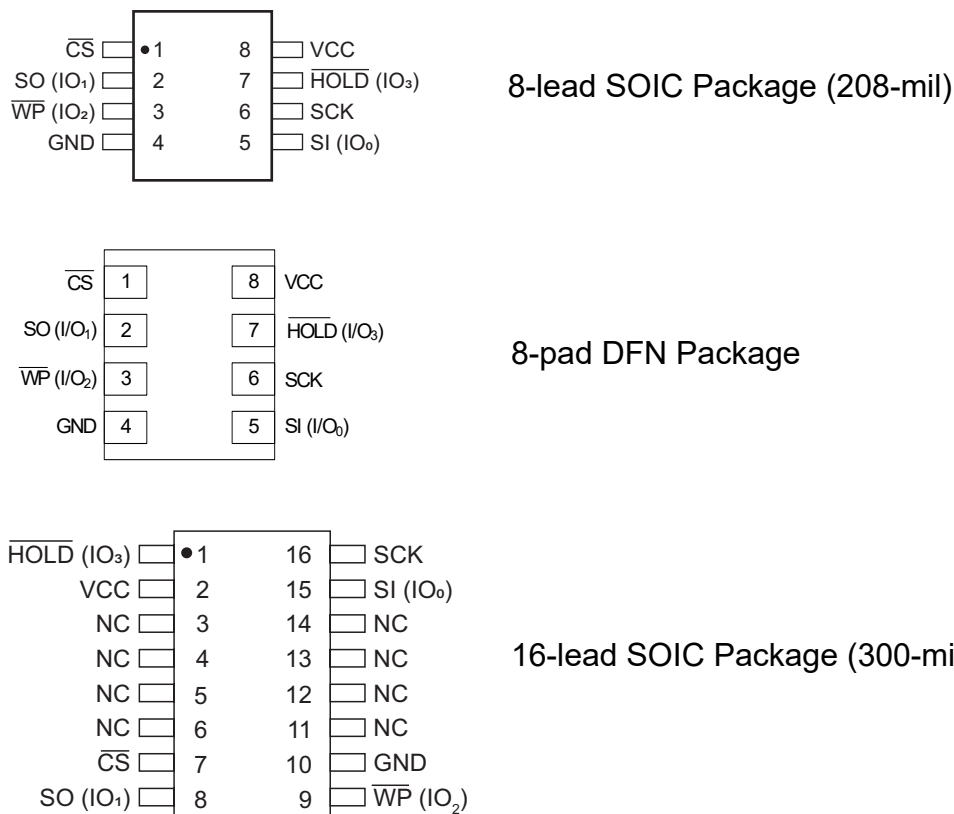 CS 1 8 VCC
SO (IO₁) 2 7 HOLD (IO₃)
WP (IO₂) 3 6 SCK
GND 4 5 SI (IO₀)
8-lead SOIC Package (208-mil)
CS 1 8 VCC
SO (I/O₁) 2 7 HOLD (I/O₃)
WP (I/O₂) 3 6 SCK
GND 4 5 SI (I/O₀)
8-pad DFN Package
HOLD (IO₃) 1 16 SCK
VCC 2 15 SI (IO₀)
NC 3 14 NC
NC 4 13 NC
NC 5 12 NC
NC 6 11 NC
CS 7 10 GND
SO (IO₁) 8 9 WP (IO₂)
16-lead SOIC Package (300-mi